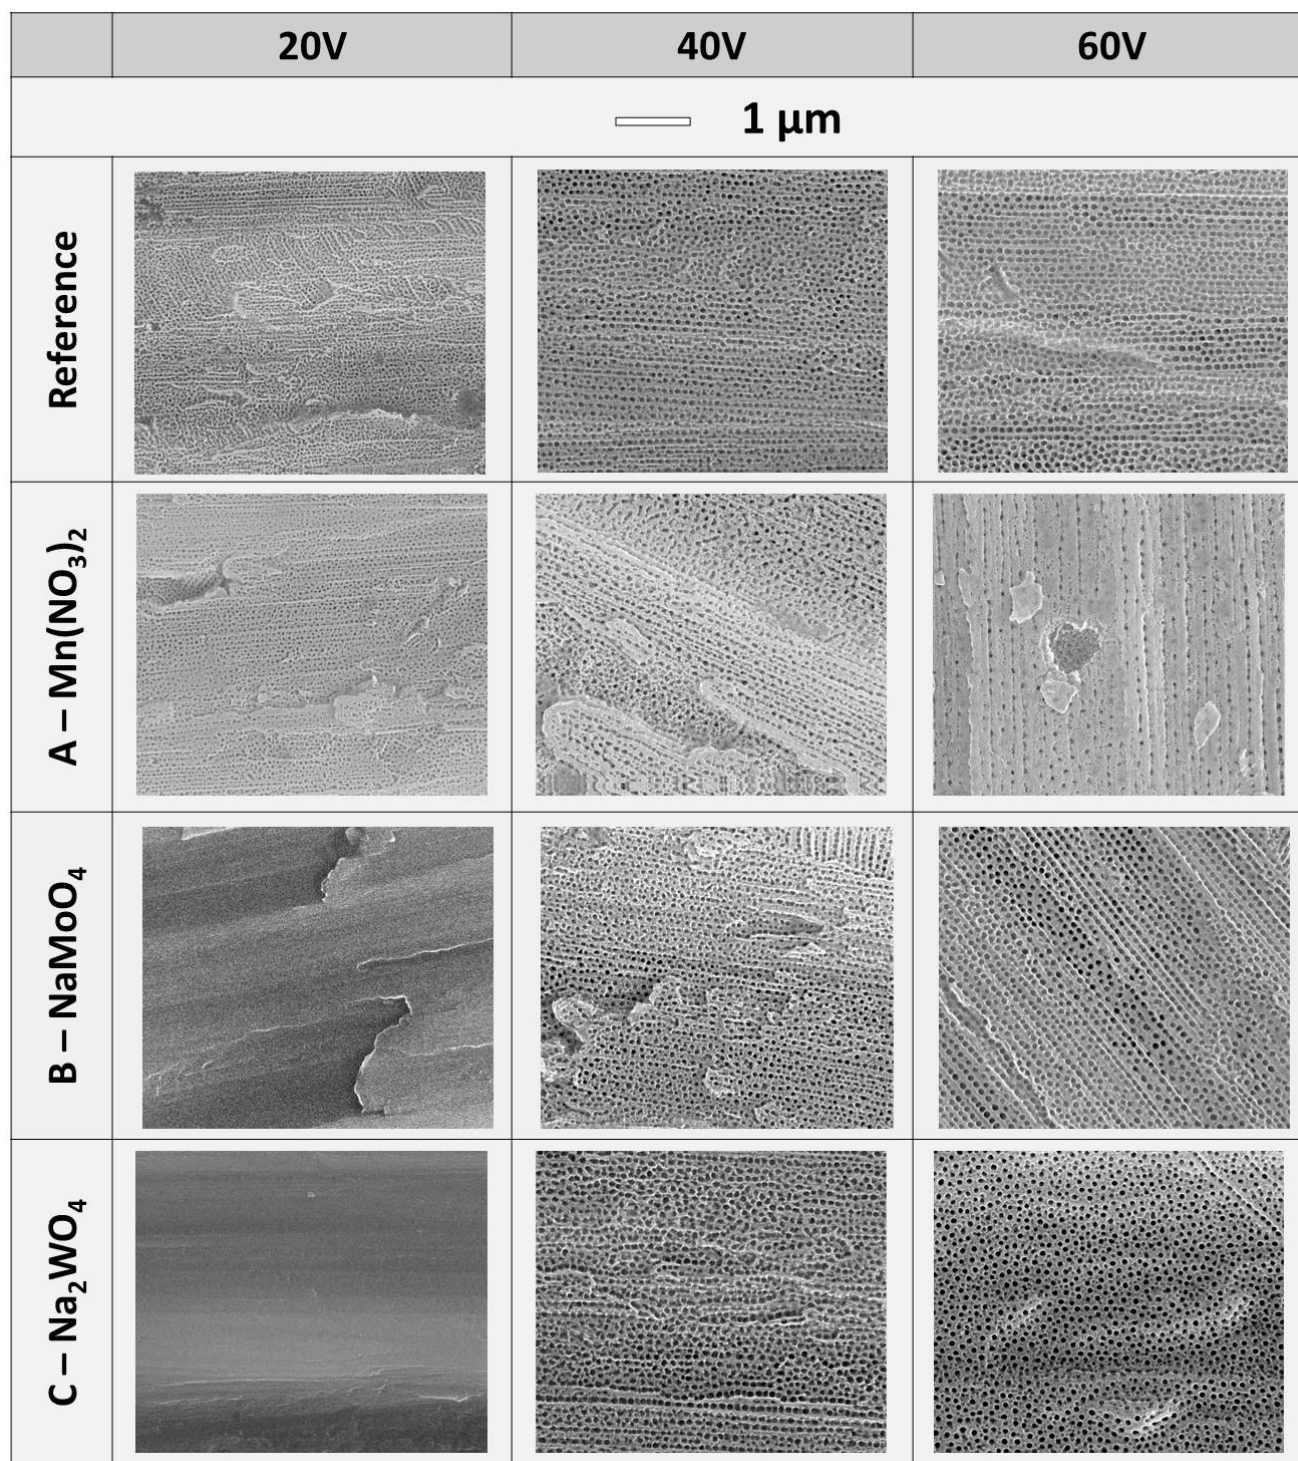 20V 40V 60V
1 µm
Reference
A – Mn(NO₃)₂
B – NaMoO₄
C – Na₂WO₄